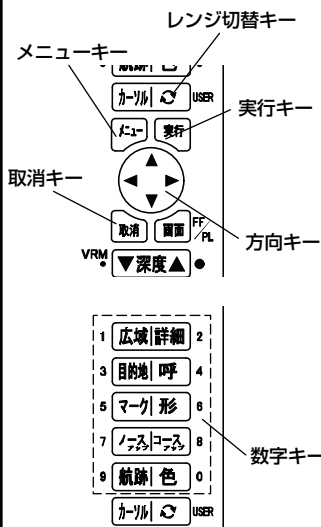 レンジ切替キー
メニューキー
航跡 色
カーソル USER
メニュー 実行
実行キー
取消キー
取消 画面 FF/PL
方向キー
VRM ▼深度▲
1 広域 詳細 2
3 目的地 呼 4
5 マーク 形 6
7 ノースアップ コースアップ 8
数字キー
9 航跡 色 0
カーソル USER